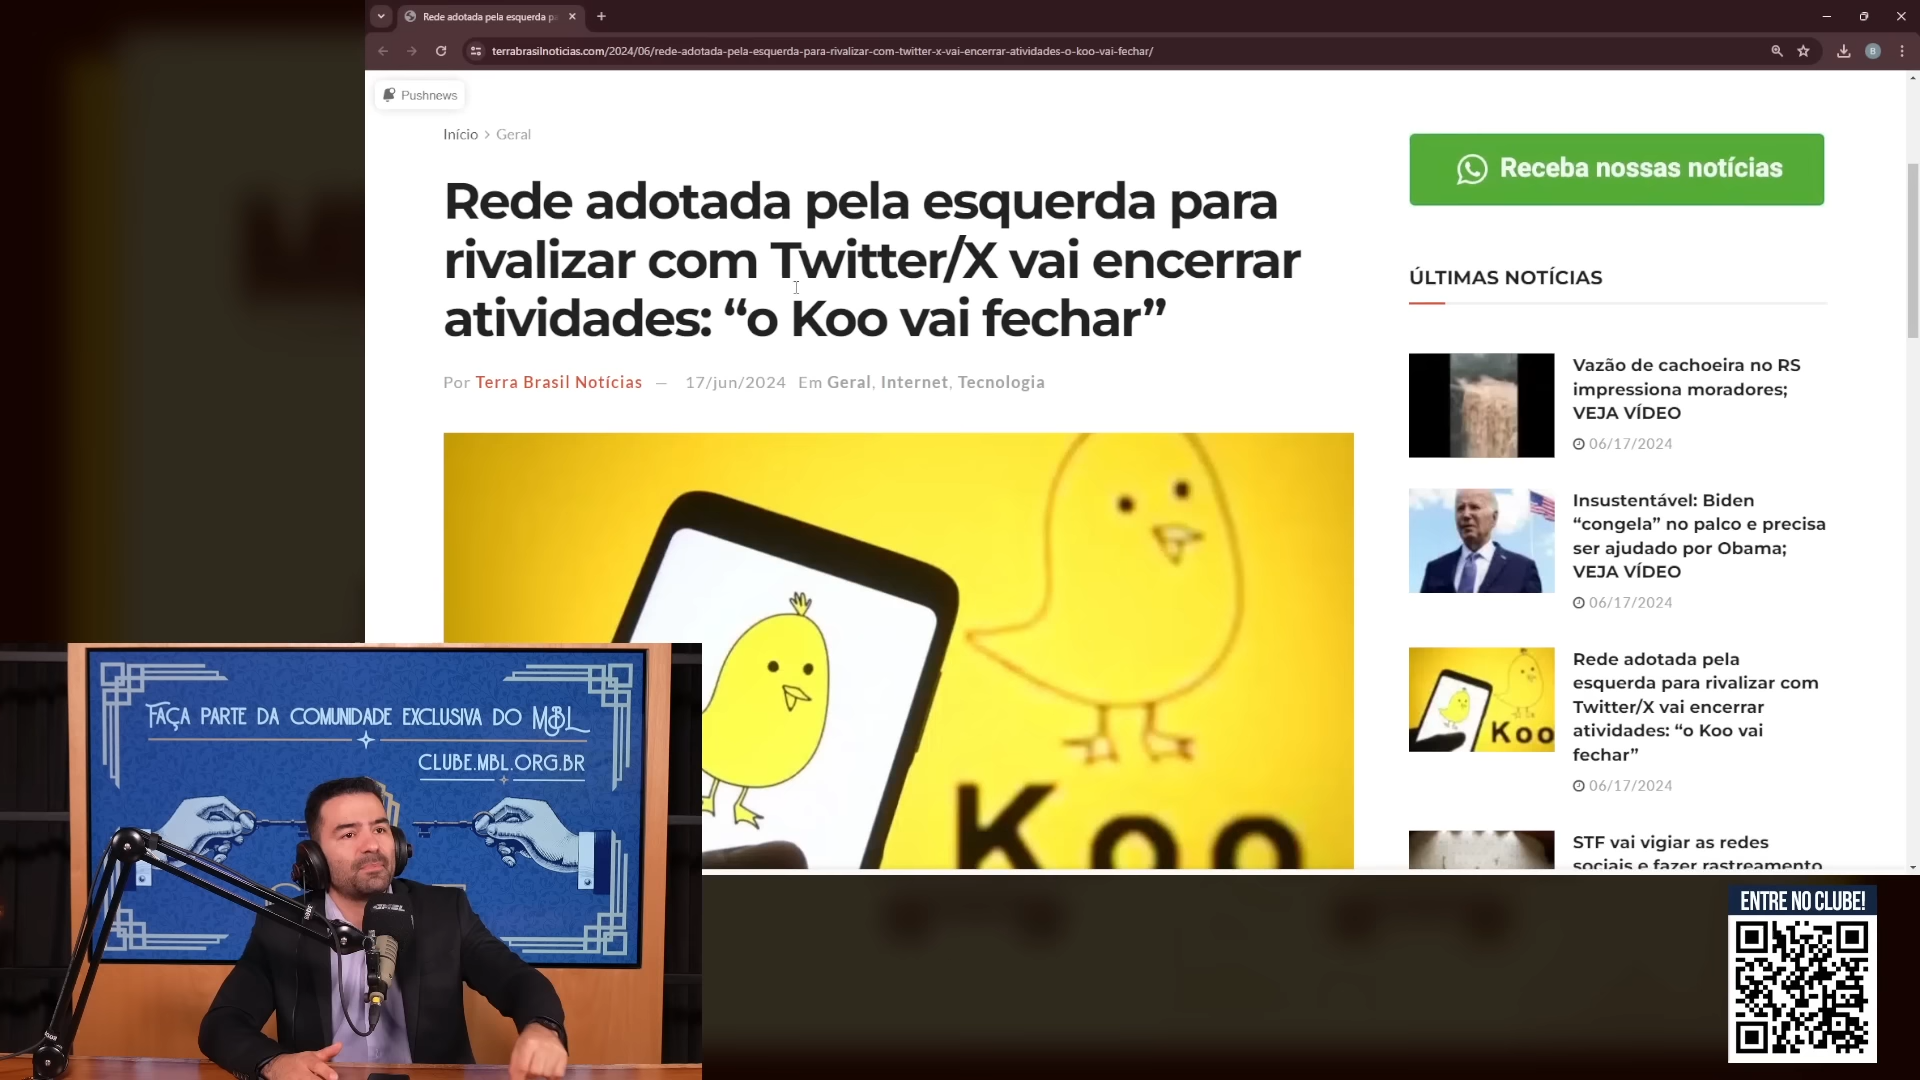 Rede adotada pela esquerda pa
terrabrasilnoticias.com/2024/06/rede-adotada-pela-esquerda-para-rivalizar-com-twitter-x-vai-encerrar-atividades-o-koo-vai-fechar/
B
Pushnews
Início > Geral
Rede adotada pela esquerda para
rivalizar com Twitter/X vai encerrar
atividades: “o Koo vai fechar”
Por Terra Brasil Notícias — 17/jun/2024 Em Geral, Internet, Tecnologia
Koo
Receba nossas notícias
ÚLTIMAS NOTÍCIAS
Vazão de cachoeira no RS
impressiona moradores;
VEJA VÍDEO
06/17/2024
Insustentável: Biden
“congela” no palco e precisa
ser ajudado por Obama;
VEJA VÍDEO
06/17/2024
Koo
Rede adotada pela
esquerda para rivalizar com
Twitter/X vai encerrar
atividades: “o Koo vai
fechar”
06/17/2024
STF vai vigiar as redes
sociais e fazer rastreamento
FAÇA PARTE DA COMUNIDADE EXCLUSIVA DO MBL
CLUBE.MBL.ORG.BR
ENTRE NO CLUBE!